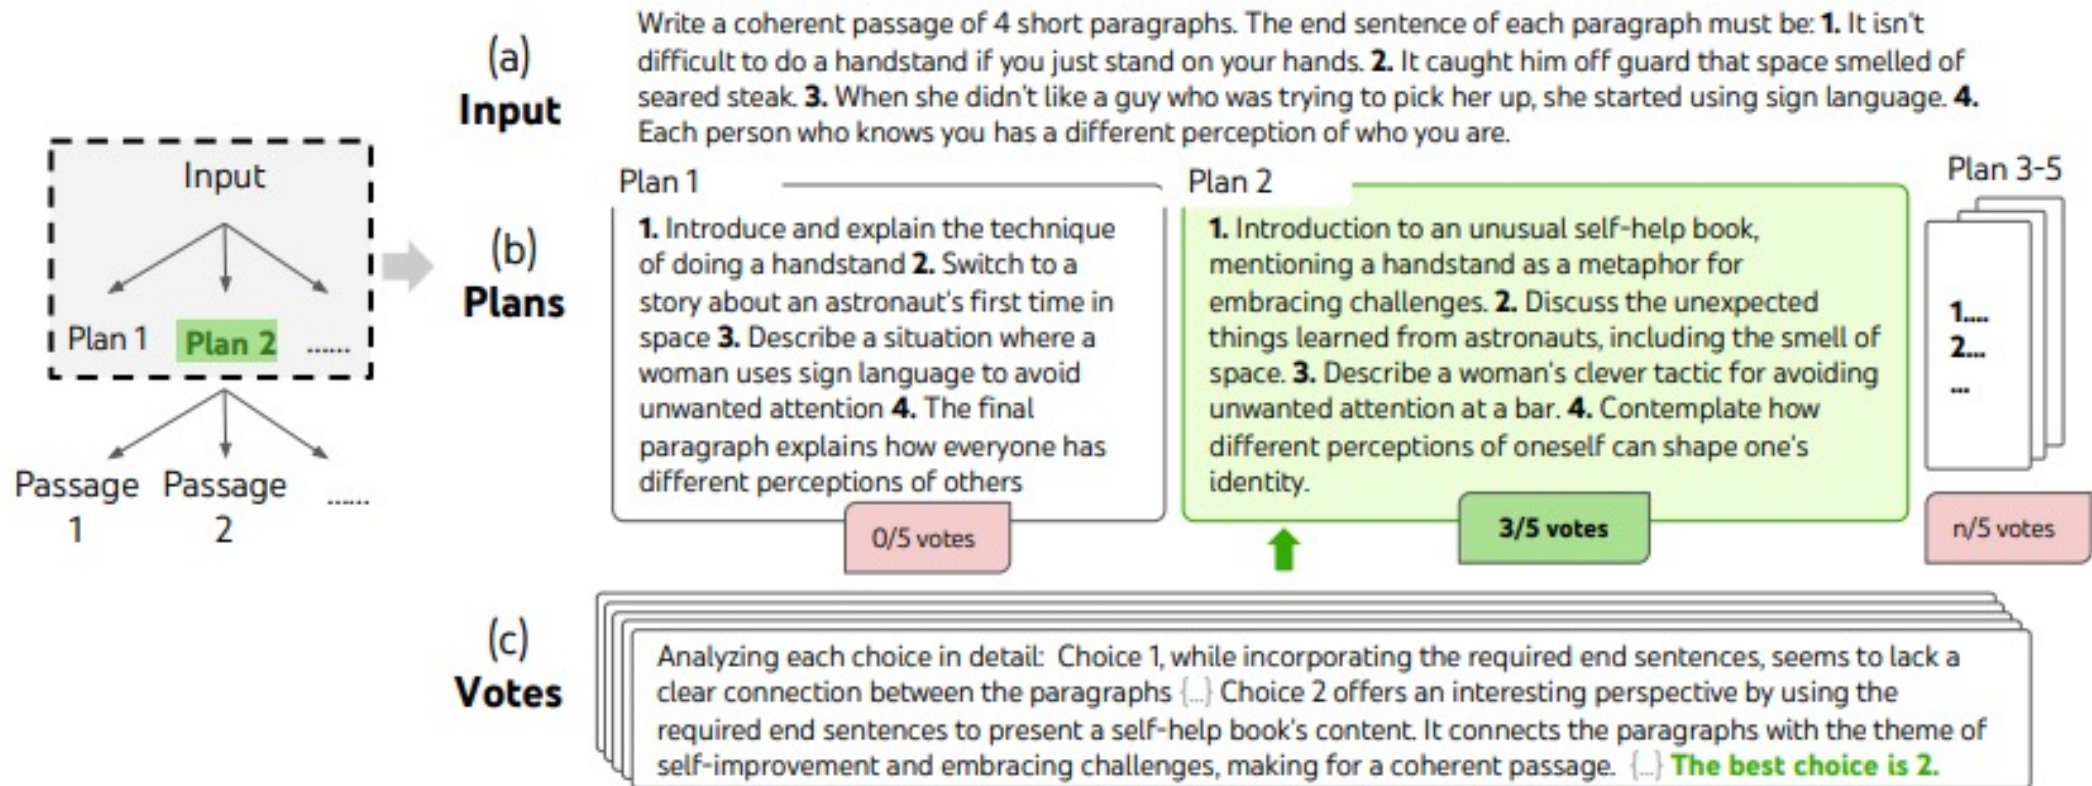 (a)
Input
Write a coherent passage of 4 short paragraphs. The end sentence of each paragraph must be: 1. It isn't
difficult to do a handstand if you just stand on your hands. 2. It caught him off guard that space smelled of
seared steak. 3. When she didn't like a guy who was trying to pick her up, she started using sign language. 4.
Each person who knows you has a different perception of who you are.
Input
Plan 1
Plan 2
......
Passage
1
Passage
2
......
(b)
Plans
Plan 1
1. Introduce and explain the technique
of doing a handstand 2. Switch to a
story about an astronaut's first time in
space 3. Describe a situation where a
woman uses sign language to avoid
unwanted attention 4. The final
paragraph explains how everyone has
different perceptions of others
0/5 votes
Plan 2
1. Introduction to an unusual self-help book,
mentioning a handstand as a metaphor for
embracing challenges. 2. Discuss the unexpected
things learned from astronauts, including the smell of
space. 3. Describe a woman's clever tactic for avoiding
unwanted attention at a bar. 4. Contemplate how
different perceptions of oneself can shape one's
identity.
3/5 votes
Plan 3-5
1....
2...
...
n/5 votes
(c)
Votes
Analyzing each choice in detail: Choice 1, while incorporating the required end sentences, seems to lack a
clear connection between the paragraphs {...} Choice 2 offers an interesting perspective by using the
required end sentences to present a self-help book's content. It connects the paragraphs with the theme of
self-improvement and embracing challenges, making for a coherent passage. {...} The best choice is 2.